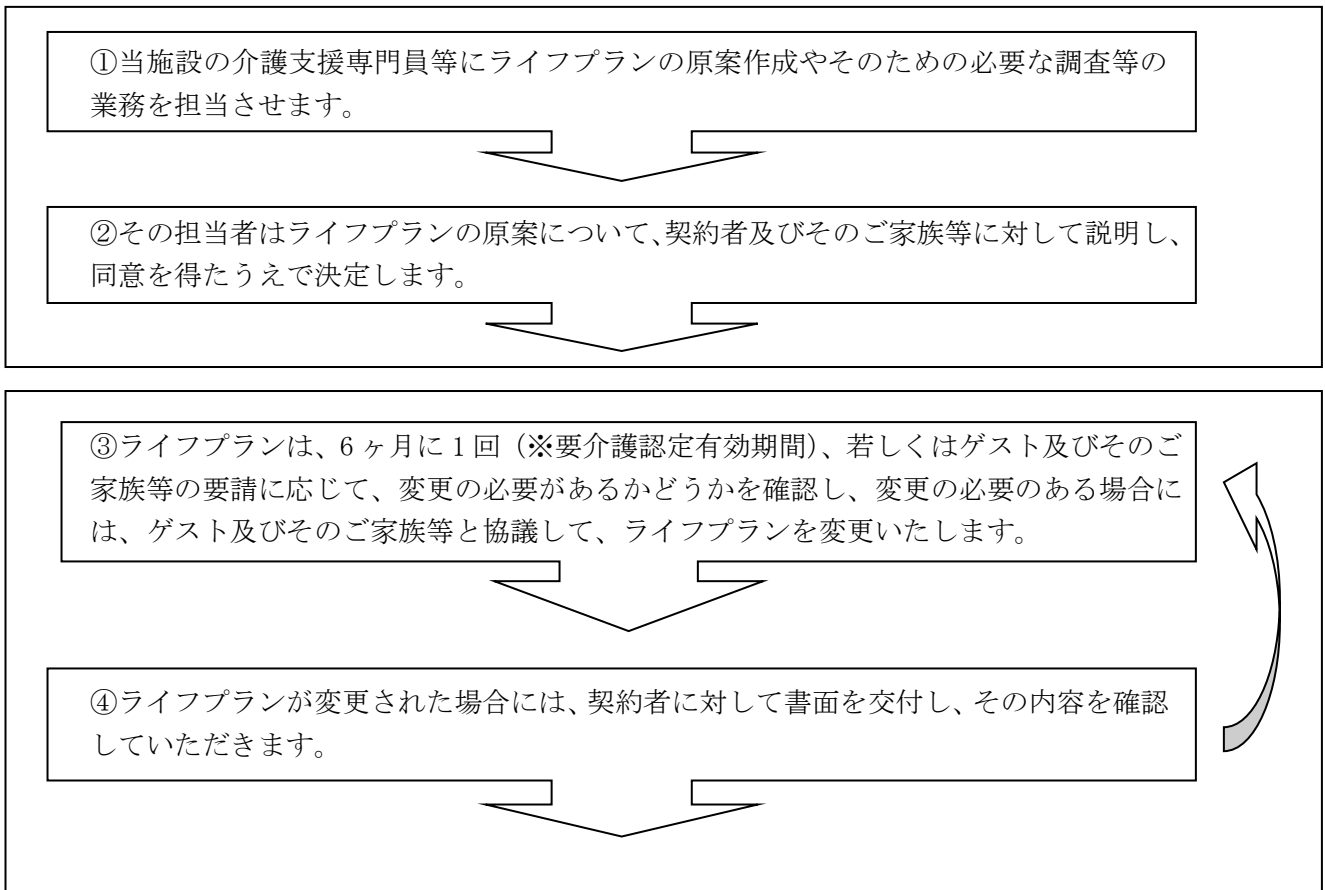 ①当施設の介護支援専門員等にライフプランの原案作成やそのための必要な調査等の
業務を担当させます。
②その担当者はライフプランの原案について、契約者及びそのご家族等に対して説明し、
同意を得たうえで決定します。
③ライフプランは、6ヶ月に1回（※要介護認定有効期間）、若しくはゲスト及びそのご
家族等の要請に応じて、変更の必要があるかどうかを確認し、変更の必要のある場合に
は、ゲスト及びそのご家族等と協議して、ライフプランを変更いたします。
④ライフプランが変更された場合には、契約者に対して書面を交付し、その内容を確認
していただきます。